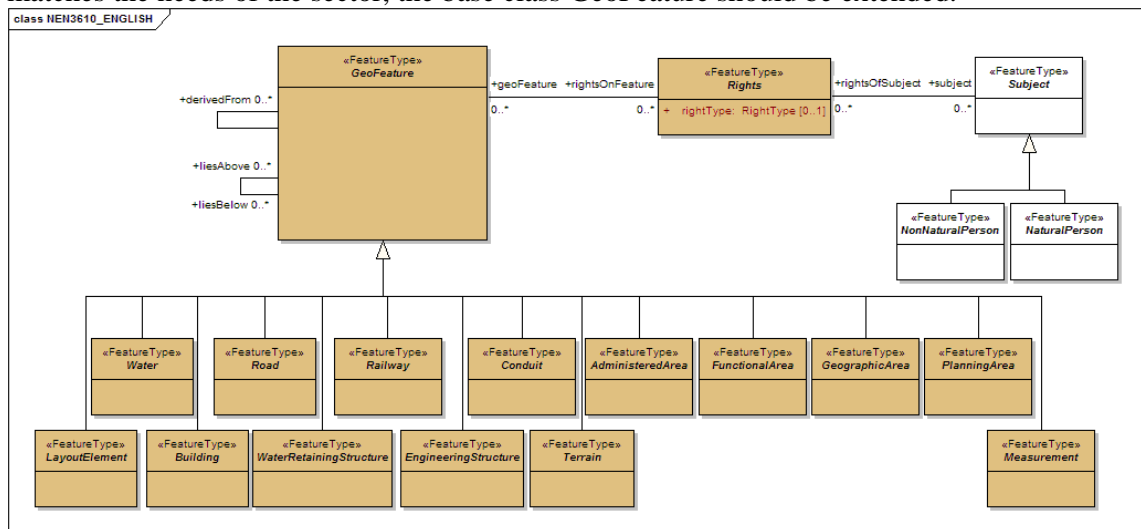 matches the needs of the sector, the base class GeoFeature should be extended.
class NEN3610_ENGLISH
«FeatureType»
GeoFeature
+derivedFrom 0..*
+liesAbove 0..*
+liesBelow 0..*
+geoFeature +rightsOnFeature
0..* 0..*
«FeatureType»
Rights
+ rightType: RightType [0..1]
+rightsOfSubject +subject
0..* 0..*
«FeatureType»
Subject
«FeatureType»
NonNaturalPerson
«FeatureType»
NaturalPerson
«FeatureType»
Water
«FeatureType»
Road
«FeatureType»
Railway
«FeatureType»
Conduit
«FeatureType»
AdministeredArea
«FeatureType»
FunctionalArea
«FeatureType»
GeographicArea
«FeatureType»
PlanningArea
«FeatureType»
LayoutElement
«FeatureType»
Building
«FeatureType»
WaterRetainingStructure
«FeatureType»
EngineeringStructure
«FeatureType»
Terrain
«FeatureType»
Measurement